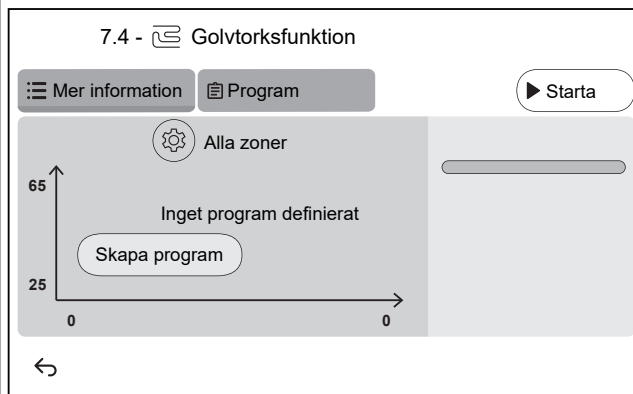 7.4 - Golvtorksfunktion
Mer information
Program
Starta
Alla zoner
65
Inget program definierat
Skapa program
25
0
0